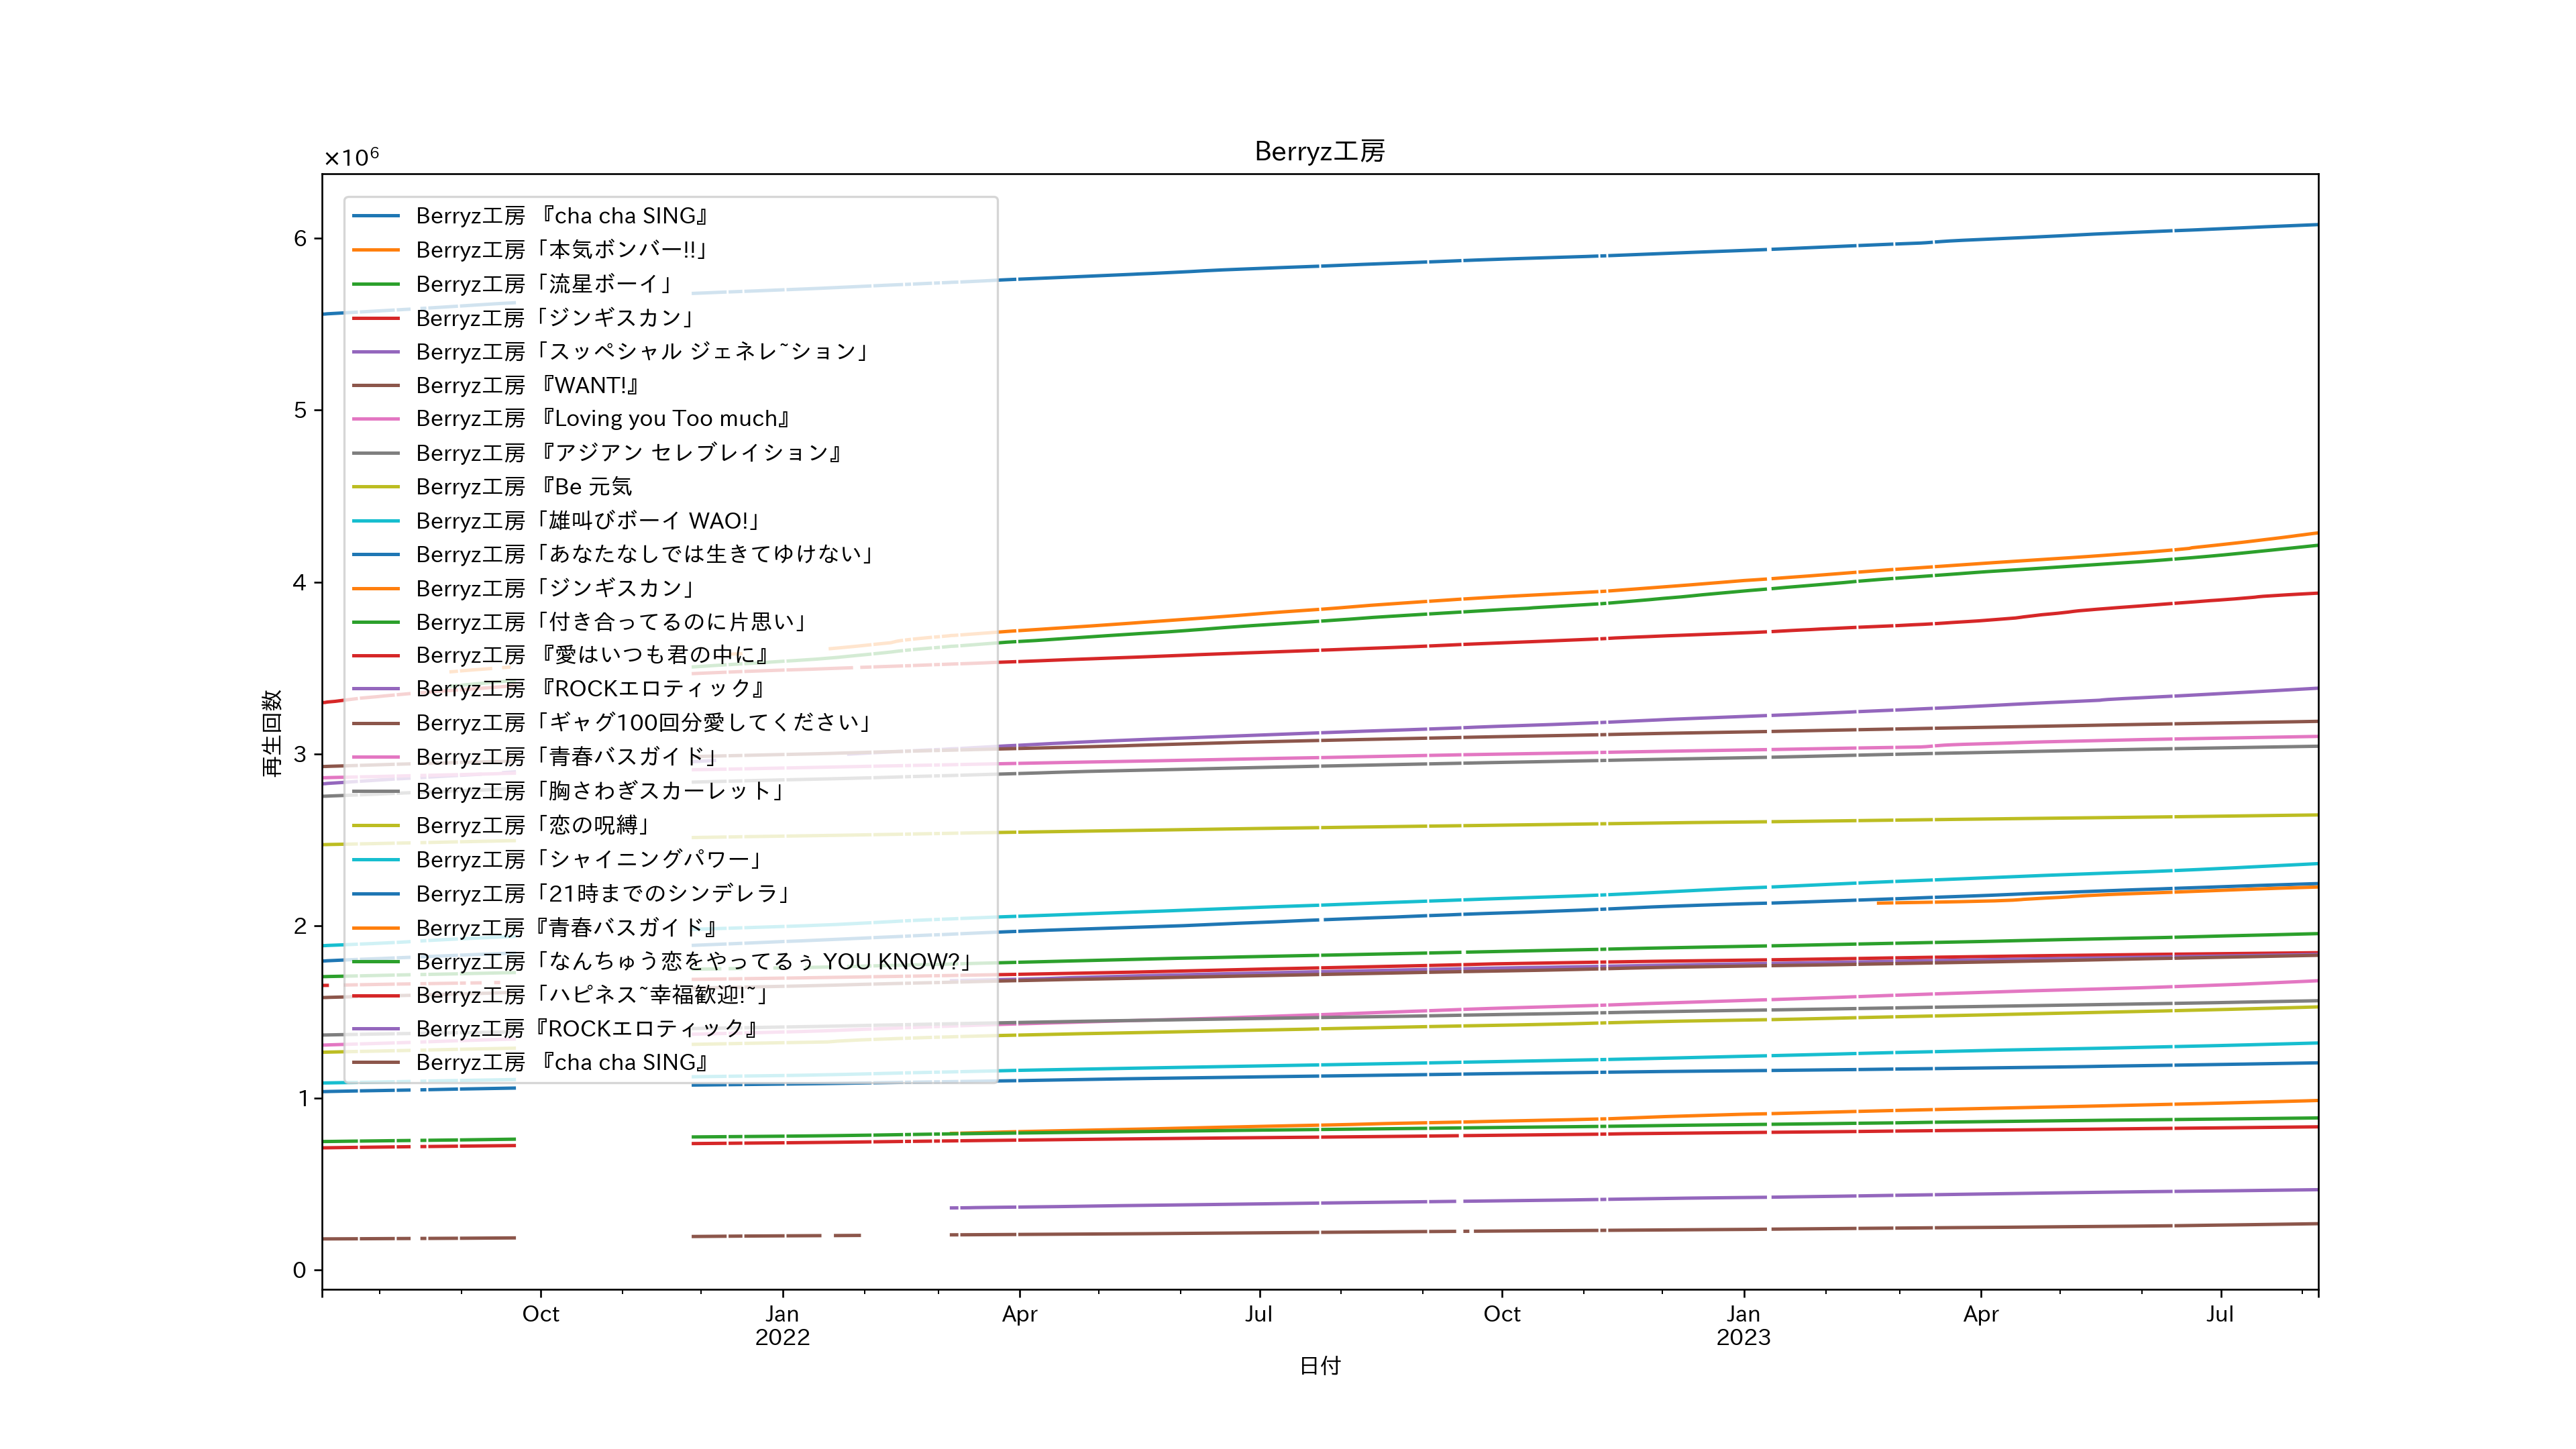 Berryz工房
×10⁶
Berryz工房 『cha cha SING』
Berryz工房「本気ボンバー!!」
Berryz工房「流星ボーイ」
Berryz工房「ジンギスカン」
Berryz工房「スッペシャル ジェネレ~ション」
Berryz工房 『WANT!』
Berryz工房 『Loving you Too much』
Berryz工房 『アジアン セレブレイション』
Berryz工房 『Be 元気
Berryz工房「雄叫びボーイ WAO!」
Berryz工房「あなたなしでは生きてゆけない」
Berryz工房「ジンギスカン」
Berryz工房「付き合ってるのに片思い」
Berryz工房 『愛はいつも君の中に』
Berryz工房 『ROCKエロティック』
Berryz工房「ギャグ100回分愛してください」
Berryz工房「青春バスガイド」
Berryz工房「胸さわぎスカーレット」
Berryz工房「恋の呪縛」
Berryz工房「シャイニングパワー」
Berryz工房「21時までのシンデレラ」
Berryz工房『青春バスガイド』
Berryz工房「なんちゅう恋をやってるぅ YOU KNOW?」
Berryz工房「ハピネス~幸福歓迎!~」
Berryz工房『ROCKエロティック』
Berryz工房 『cha cha SING』
6
5
4
3
2
1
0
再生回数
Oct
Jan
2022
Apr
Jul
Oct
Jan
2023
Apr
Jul
日付